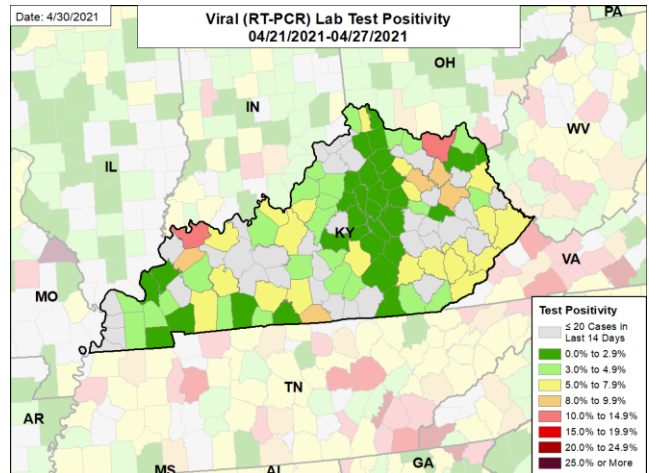 Date: 4/30/2021
Viral (RT-PCR) Lab Test Positivity
04/21/2021-04/27/2021
PA
OH
IN
WV
IL
KY
VA
MO
TN
AR
MS
AL
GA
Test Positivity
≤ 20 Cases in
Last 14 Days
0.0% to 2.9%
3.0% to 4.9%
5.0% to 7.9%
8.0% to 9.9%
10.0% to 14.9%
15.0% to 19.9%
20.0% to 24.9%
25.0% or More